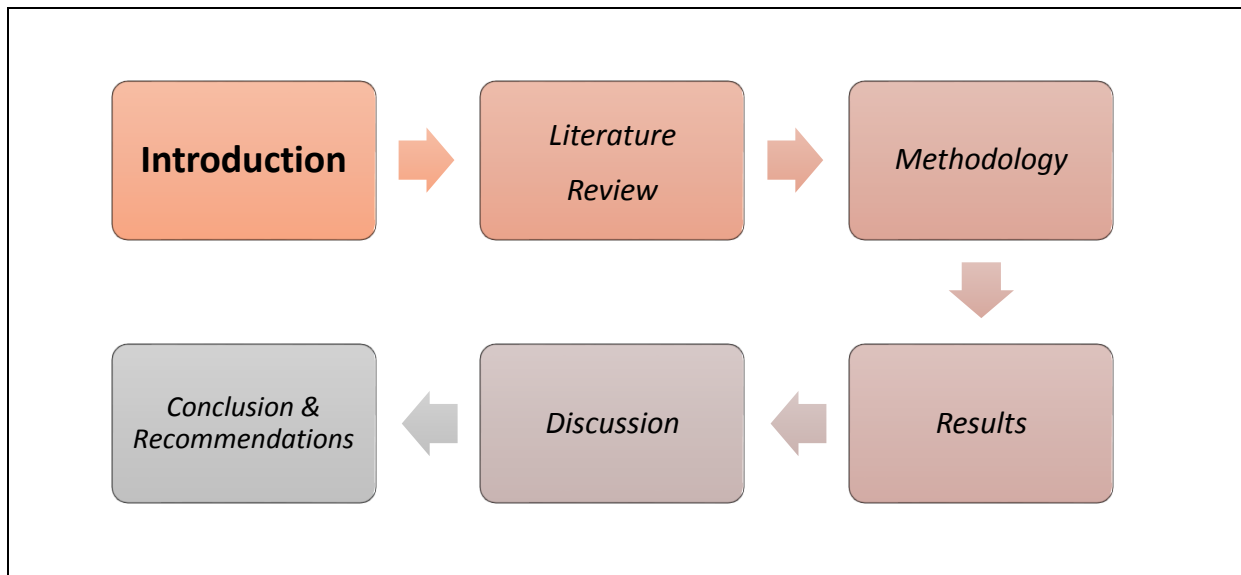 Introduction
Literature
Review
Methodology
Results
Discussion
Conclusion &
Recommendations